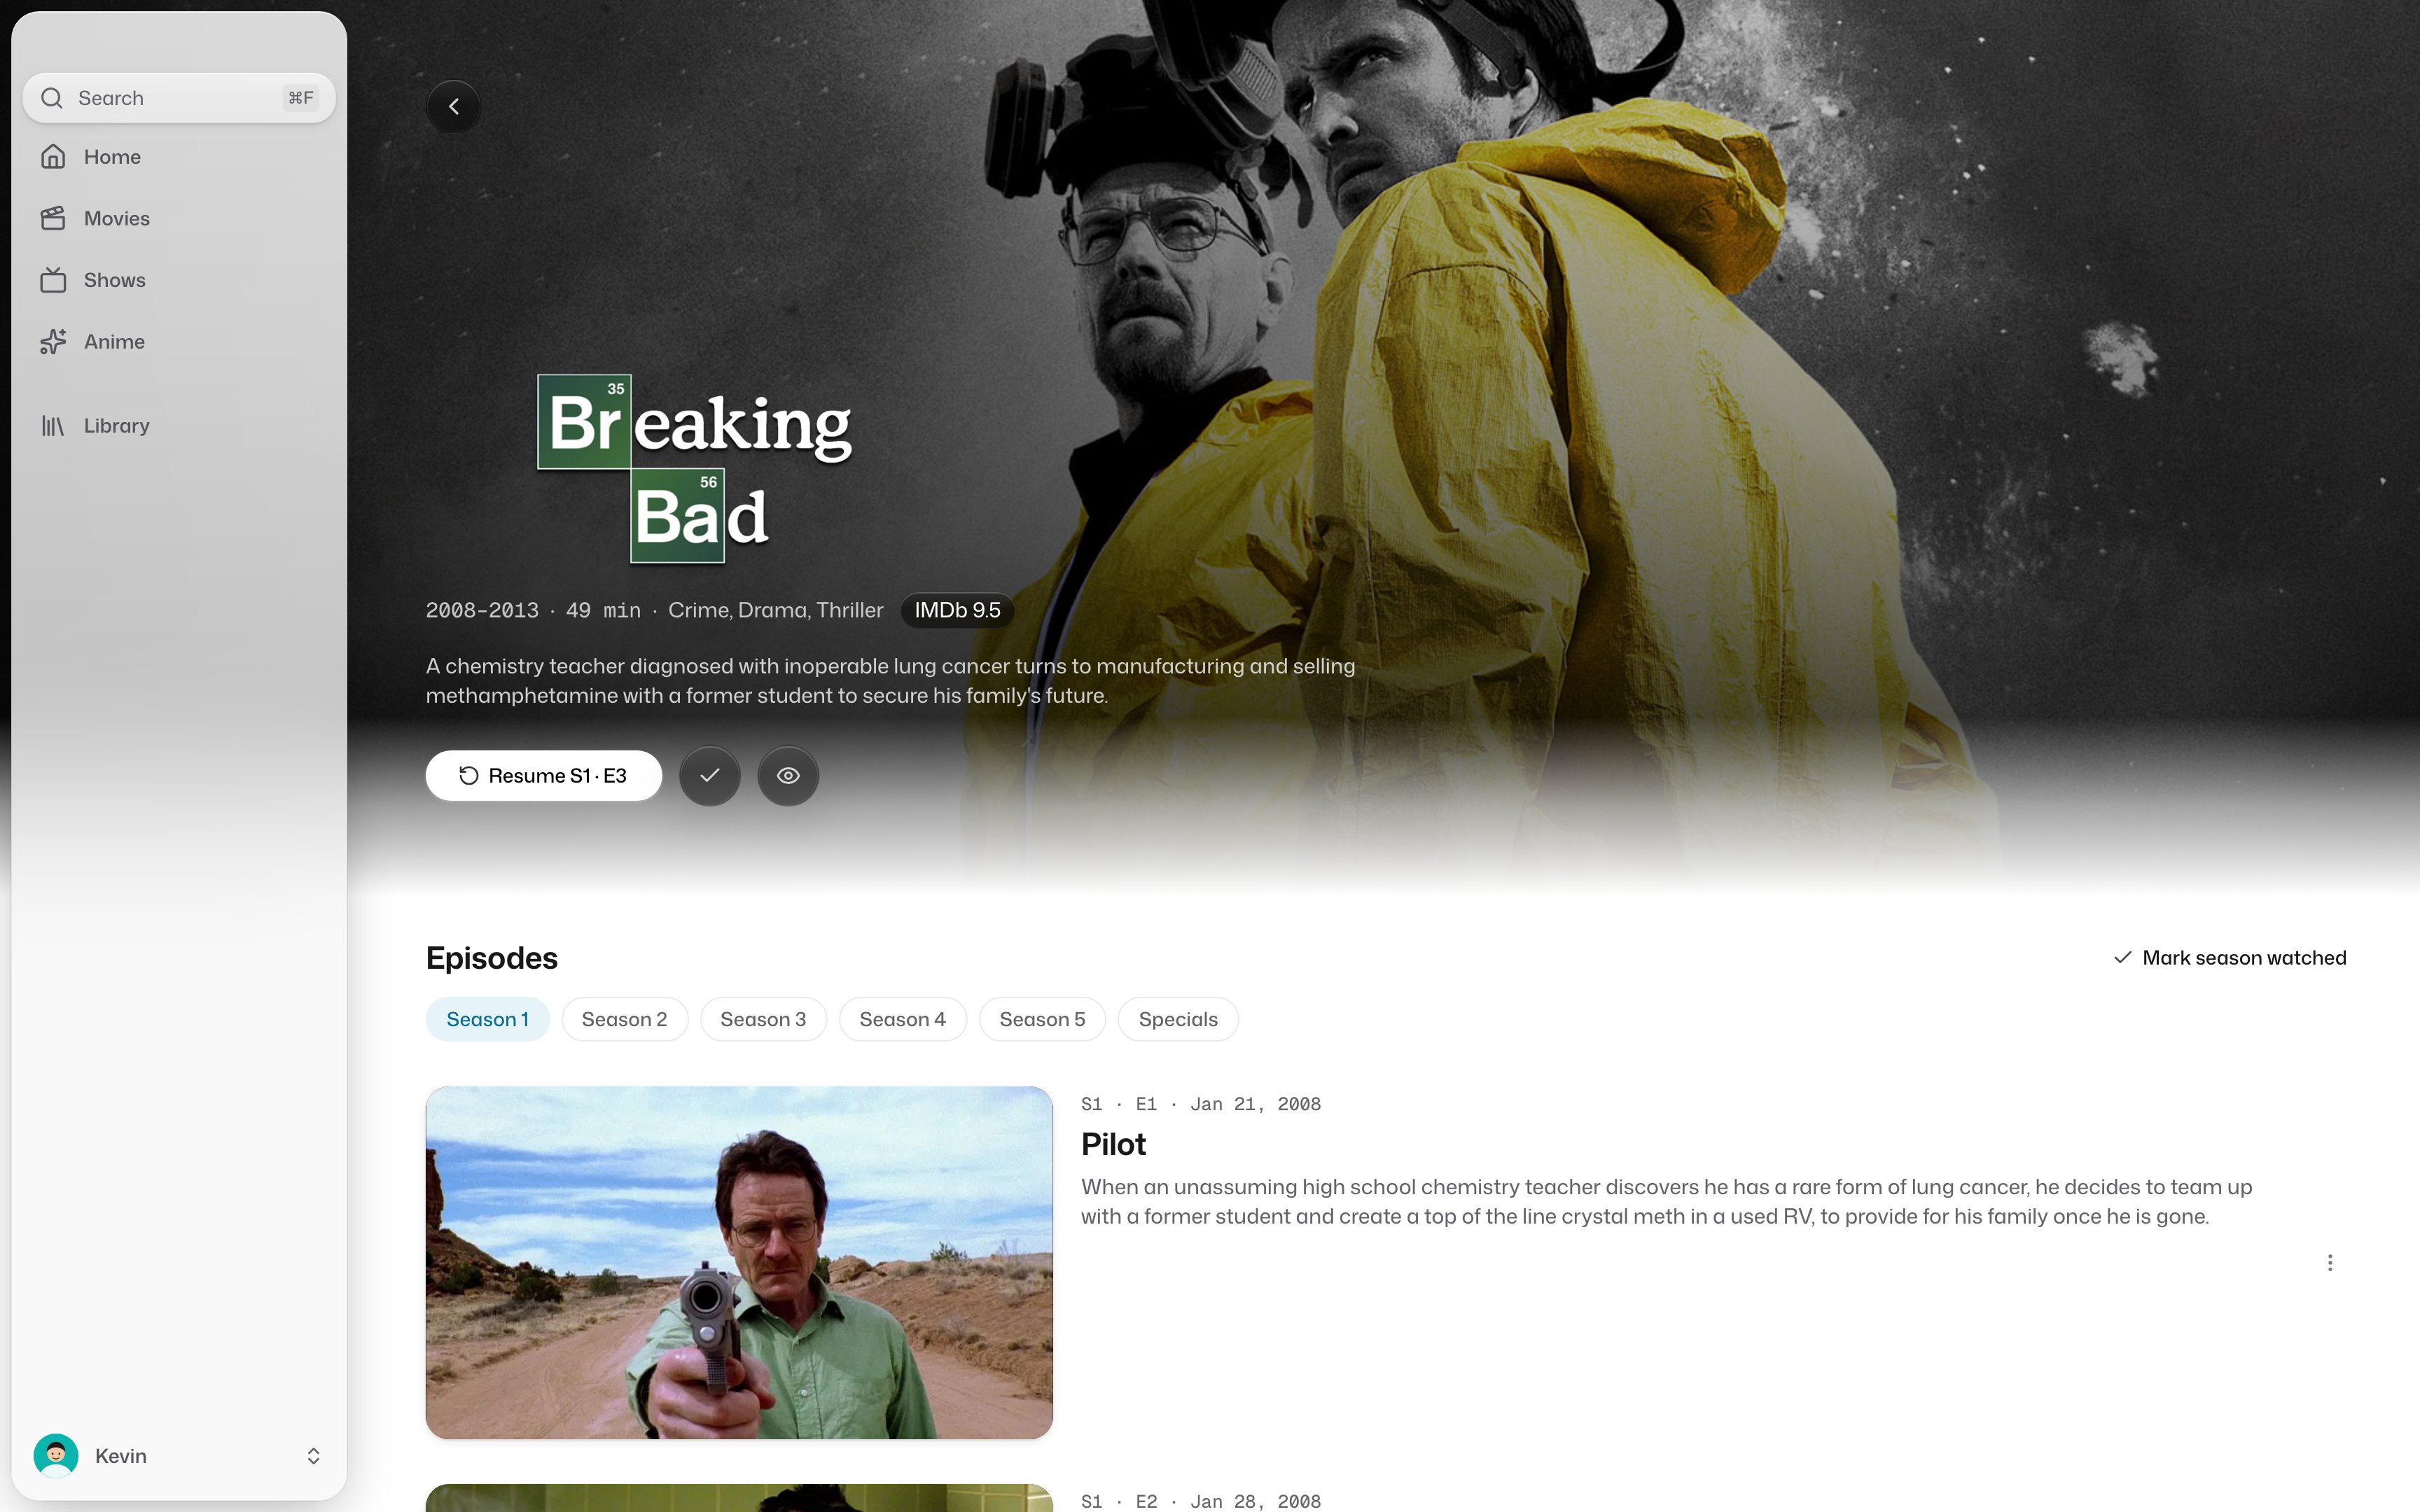 Search ⌘F
Home
Movies
Shows
Anime
Library
35
Breaking
56
Bad
2008–2013 · 49 min · Crime, Drama, Thriller IMDb 9.5
A chemistry teacher diagnosed with inoperable lung cancer turns to manufacturing and selling
methamphetamine with a former student to secure his family's future.
Resume S1 · E3
Episodes
Mark season watched
Season 1 Season 2 Season 3 Season 4 Season 5 Specials
S1 · E1 · Jan 21, 2008
Pilot
When an unassuming high school chemistry teacher discovers he has a rare form of lung cancer, he decides to team up
with a former student and create a top of the line crystal meth in a used RV, to provide for his family once he is gone.
S1 · E2 · Jan 28, 2008
Kevin